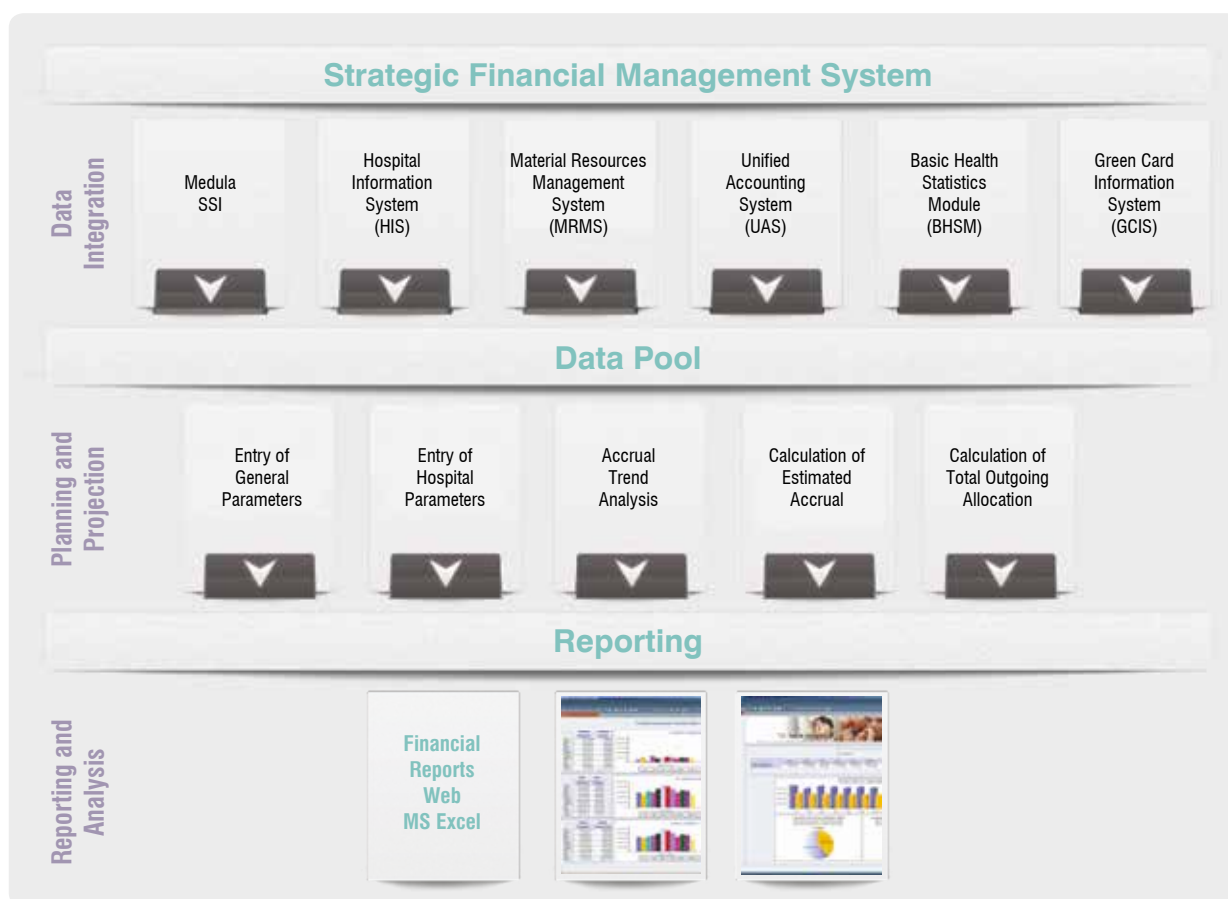 Strategic Financial Management System
Data
Integration
Medula
SSI
Hospital
Information
System
(HIS)
Material Resources
Management
System
(MRMS)
Unified
Accounting
System
(UAS)
Basic Health
Statistics
Module
(BHSM)
Green Card
Information
System
(GCIS)
Data Pool
Planning and
Projection
Entry of
General
Parameters
Entry of
Hospital
Parameters
Accrual
Trend
Analysis
Calculation of
Estimated
Accrual
Calculation of
Total Outgoing
Allocation
Reporting
Reporting and
Analysis
Financial
Reports
Web
MS Excel